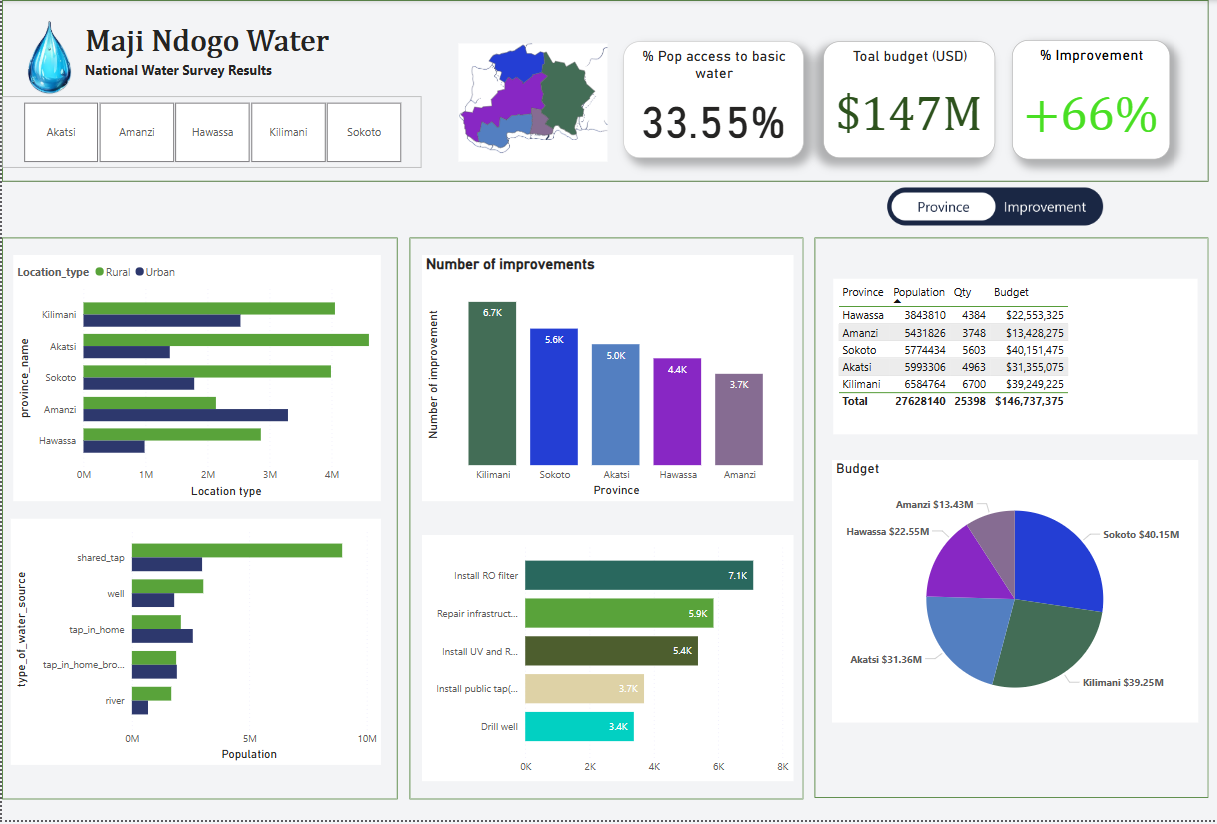 Maji Ndogo Water
National Water Survey Results
Akatsi Amanzi Hawassa Kilimani Sokoto
% Pop access to basic
water
33.55%
Toal budget (USD)
$147M
% Improvement
+66%
Province Improvement
Location_type Rural Urban
province_name
Kilimani
Akatsi
Sokoto
Amanzi
Hawassa
0M 1M 2M 3M 4M
Location type
type_of_water_source
shared_tap
well
tap_in_home
tap_in_home_bro...
river
0M 5M 10M
Population
Number of improvements
Number of improvement
6.7K
5.6K
5.0K
4.4K
3.7K
Kilimani Sokoto Akatsi Hawassa Amanzi
Province
Install RO filter 7.1K
Repair infrastruct... 5.9K
Install UV and R... 5.4K
Install public tap(... 3.7K
Drill well 3.4K
0K 2K 4K 6K 8K
Province Population Qty Budget
Hawassa 3843810 4384 $22,553,325
Amanzi 5431826 3748 $13,428,275
Sokoto 5774434 5603 $40,151,475
Akatsi 5993306 4963 $31,355,075
Kilimani 6584764 6700 $39,249,225
Total 27628140 25398 $146,737,375
Budget
Amanzi $13.43M
Hawassa $22.55M
Sokoto $40.15M
Akatsi $31.36M
Kilimani $39.25M